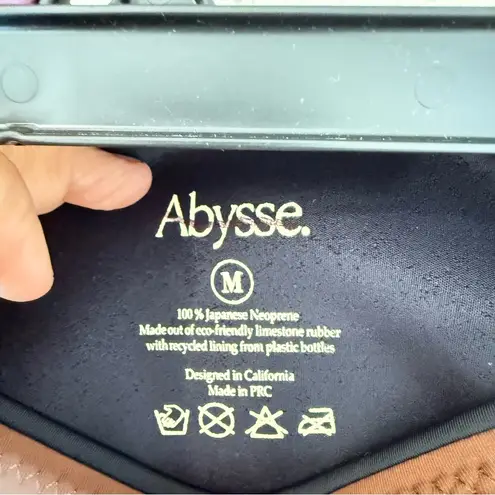 Abysse.
M
100 % Japanese Neoprene
Made out of eco-friendly limestone rubber
with recycled lining from plastic bottles
Designed in California
Made in PRC